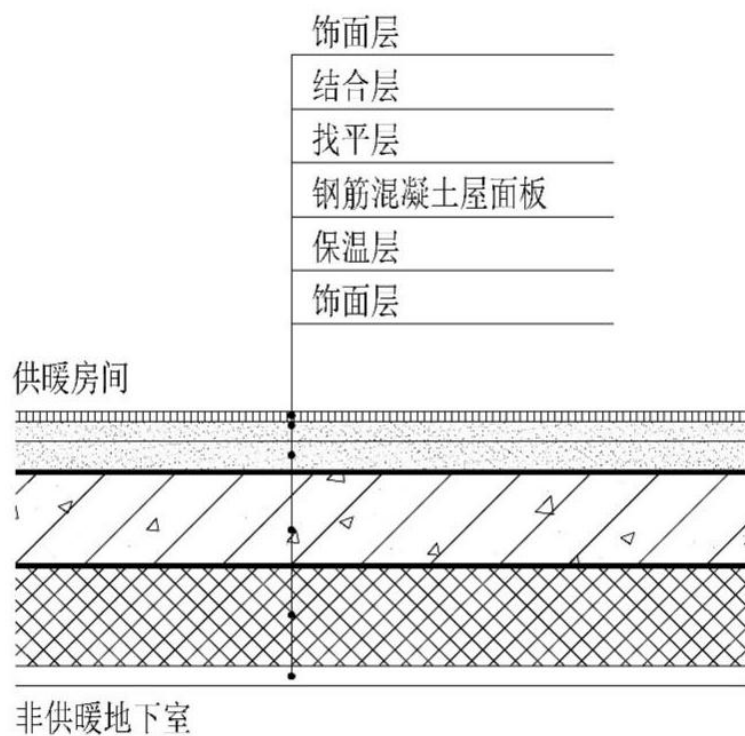 饰面层
结合层
找平层
钢筋混凝土屋面板
保温层
饰面层
供暖房间
非供暖地下室